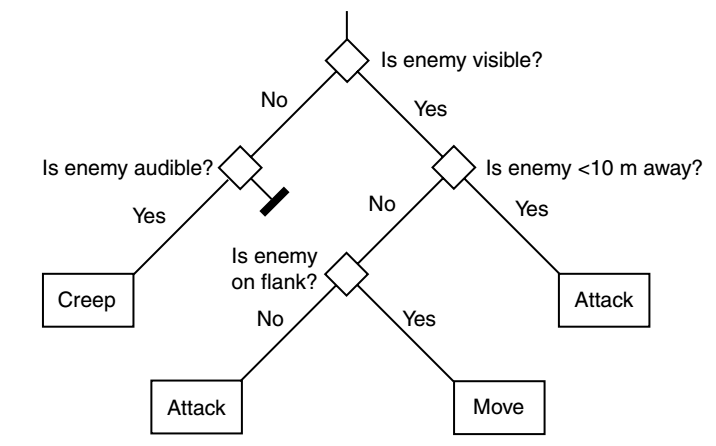 Is enemy visible?
No
Yes
Is enemy audible?
Is enemy <10 m away?
Yes
No
Yes
Is enemy
on flank?
Creep
Attack
No
Yes
Attack
Move